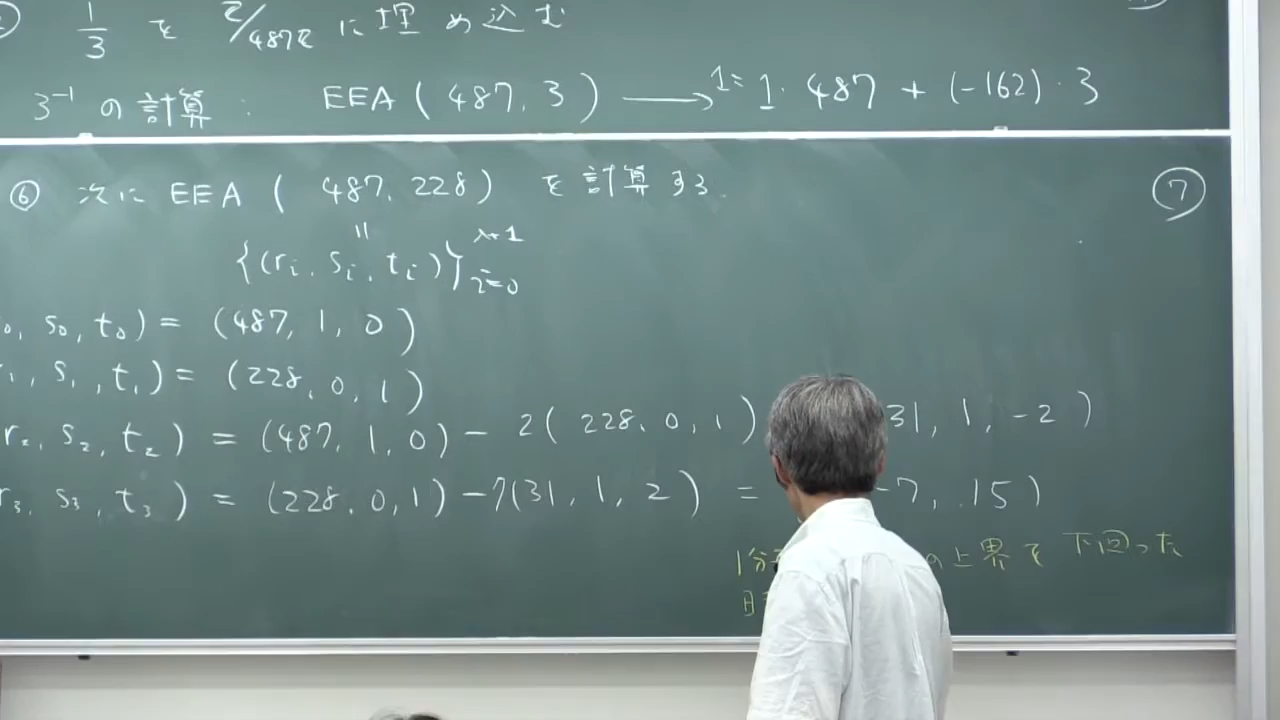 1/3 を Z/487Z に埋め込む
3⁻¹ の計算 : EEA ( 487, 3 ) ⟶ 1= 1・487 + (-162)・3
⑥ 次に EEA ( 487, 228 ) を計算する.
⑦
{(rᵢ, sᵢ, tᵢ)}
i=0
₀, s₀, t₀ ) = (487, 1, 0 )
₁, s₁, t₁ ) = (228, 0, 1 )
r₂, s₂, t₂ ) = (487, 1, 0) - 2( 228, 0, 1 ) 31, 1, -2 )
₃, s₃, t₃ ) = (228, 0, 1) - 7(31, 1, 2 ) = -7, 15 )
の上界を下回った